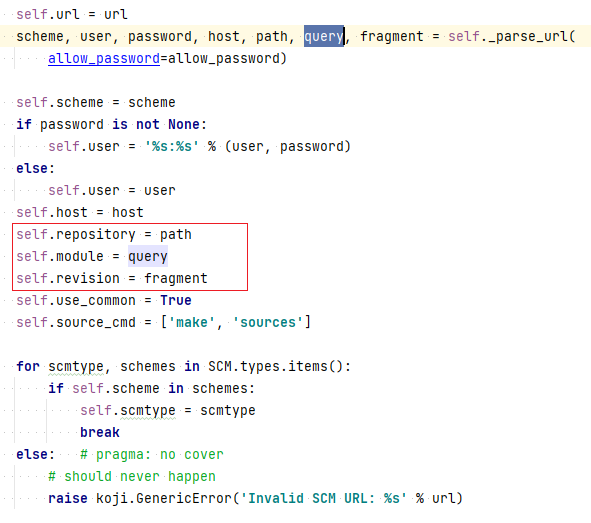 self.url = url
scheme, user, password, host, path, query, fragment = self._parse_url(
allow_password=allow_password)
self.scheme = scheme
if password is not None:
self.user = '%s:%s' % (user, password)
else:
self.user = user
self.host = host
self.repository = path
self.module = query
self.revision = fragment
self.use_common = True
self.source_cmd = ['make', 'sources']
for scmtype, schemes in SCM.types.items():
if self.scheme in schemes:
self.scmtype = scmtype
break
else: # pragma: no cover
# should never happen
raise koji.GenericError('Invalid SCM URL: %s' % url)